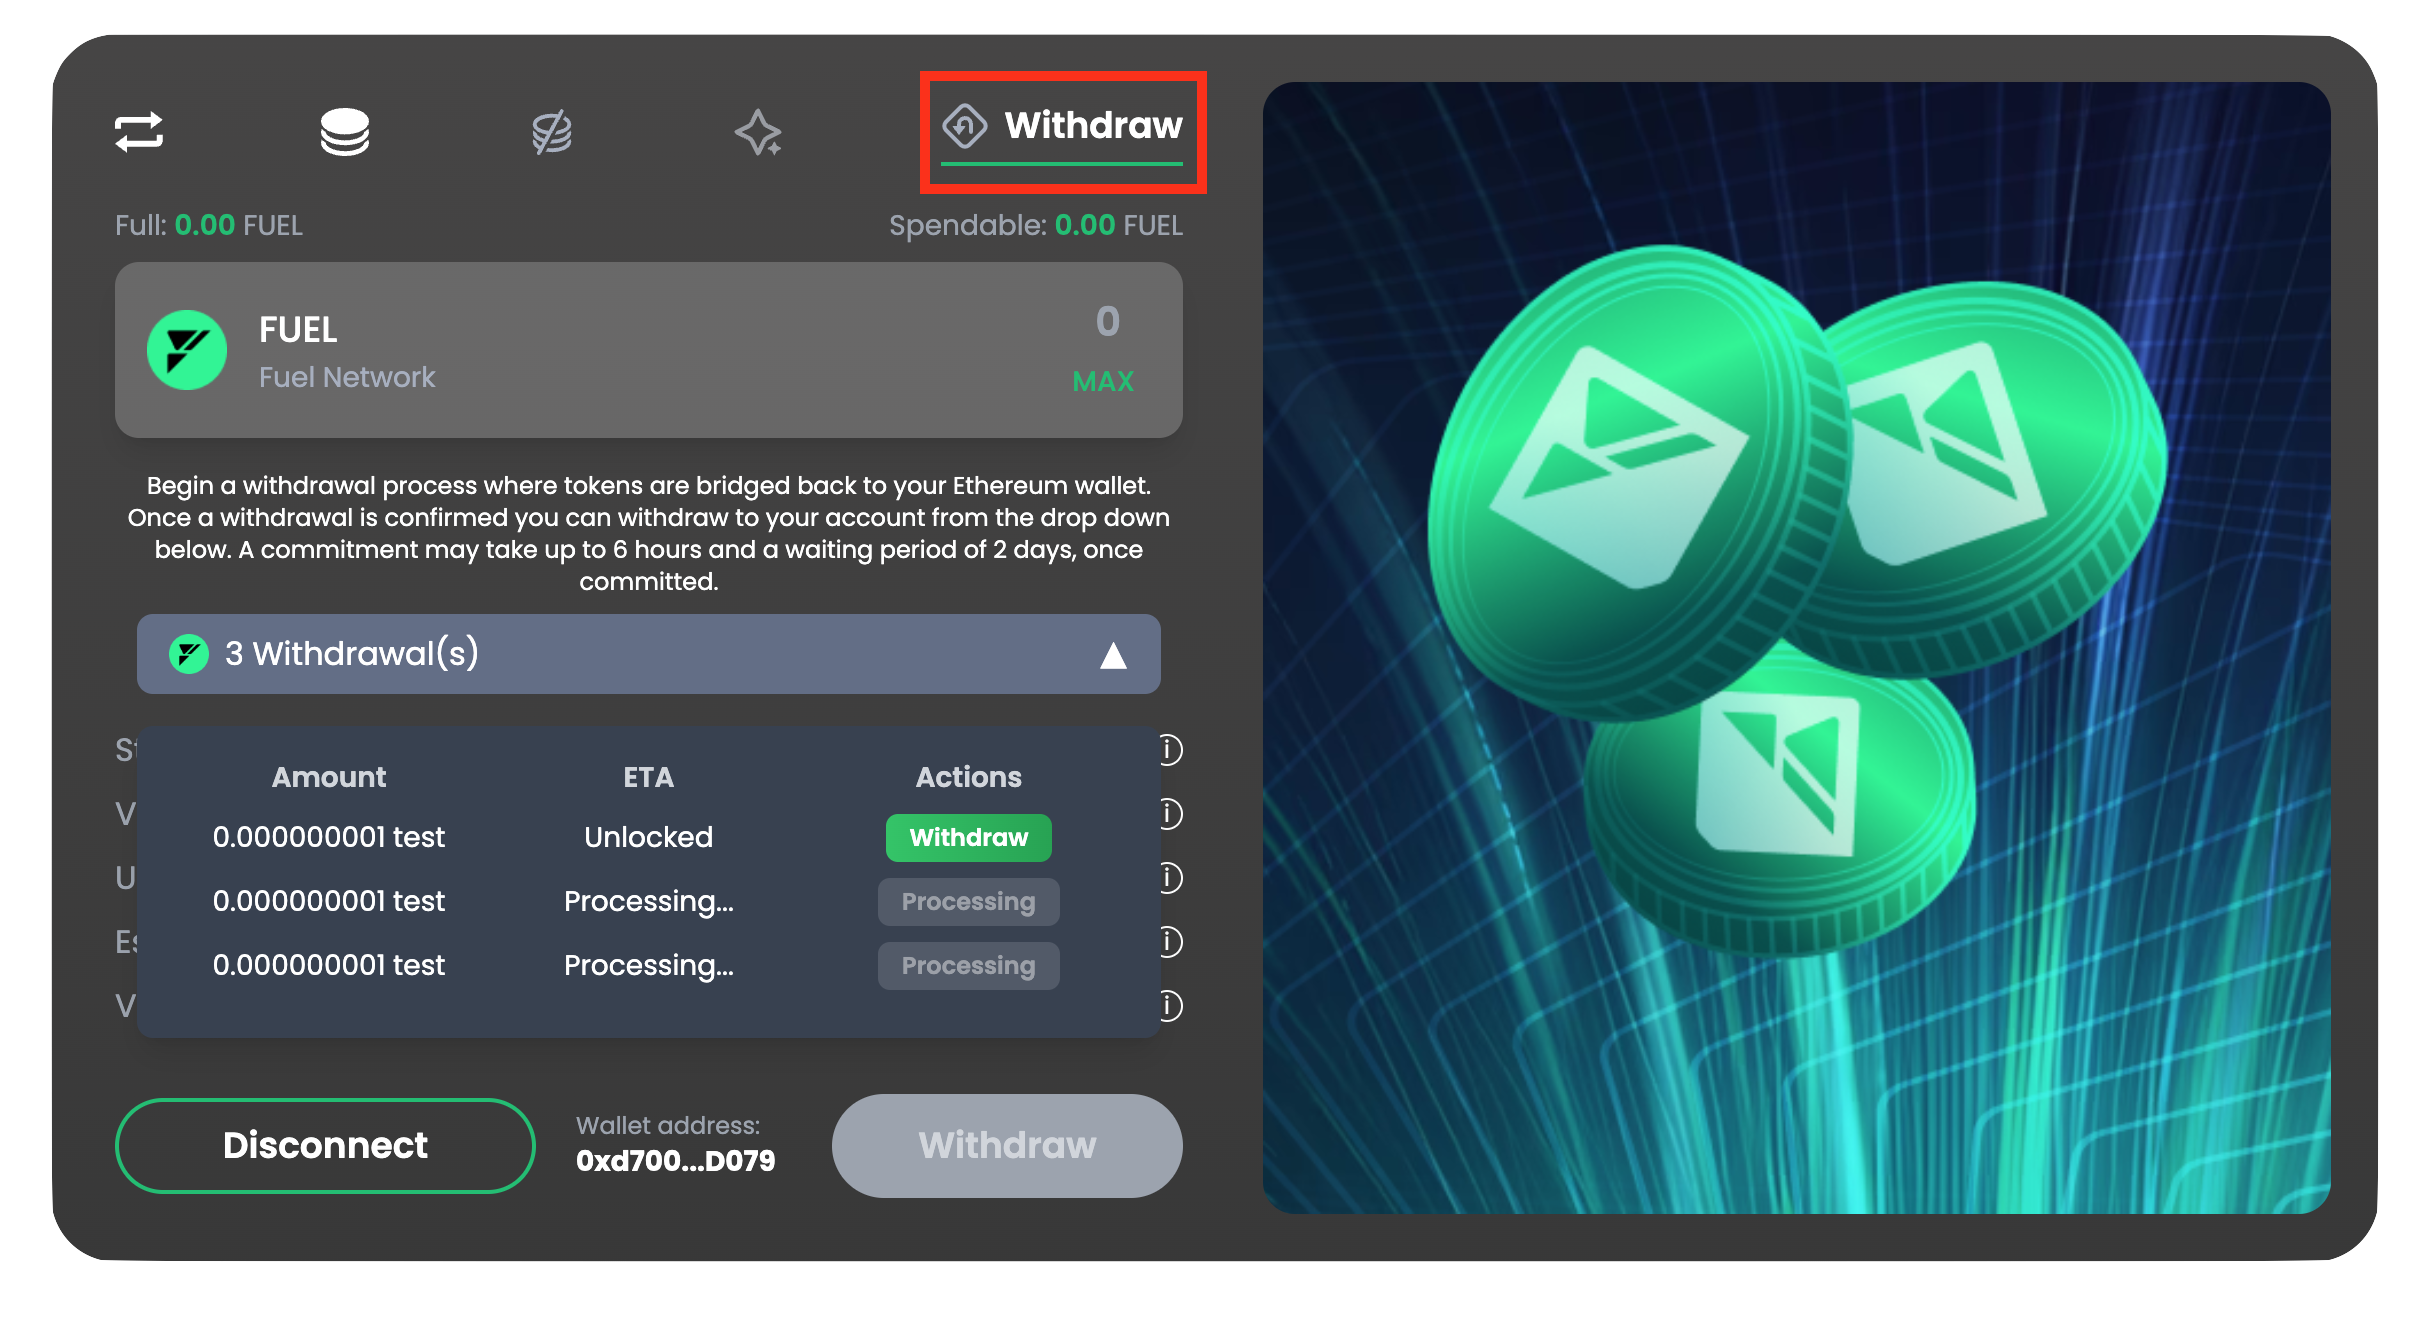 Withdraw
Full: 0.00 FUEL
Spendable: 0.00 FUEL
FUEL
0
Fuel Network
MAX
Begin a withdrawal process where tokens are bridged back to your Ethereum wallet.
Once a withdrawal is confirmed you can withdraw to your account from the drop down
below. A commitment may take up to 6 hours and a waiting period of 2 days, once
committed.
3 Withdrawal(s)
Amount ETA Actions
0.000000001 test Unlocked Withdraw
0.000000001 test Processing... Processing
0.000000001 test Processing... Processing
Disconnect
Wallet address:
0xd700...D079
Withdraw